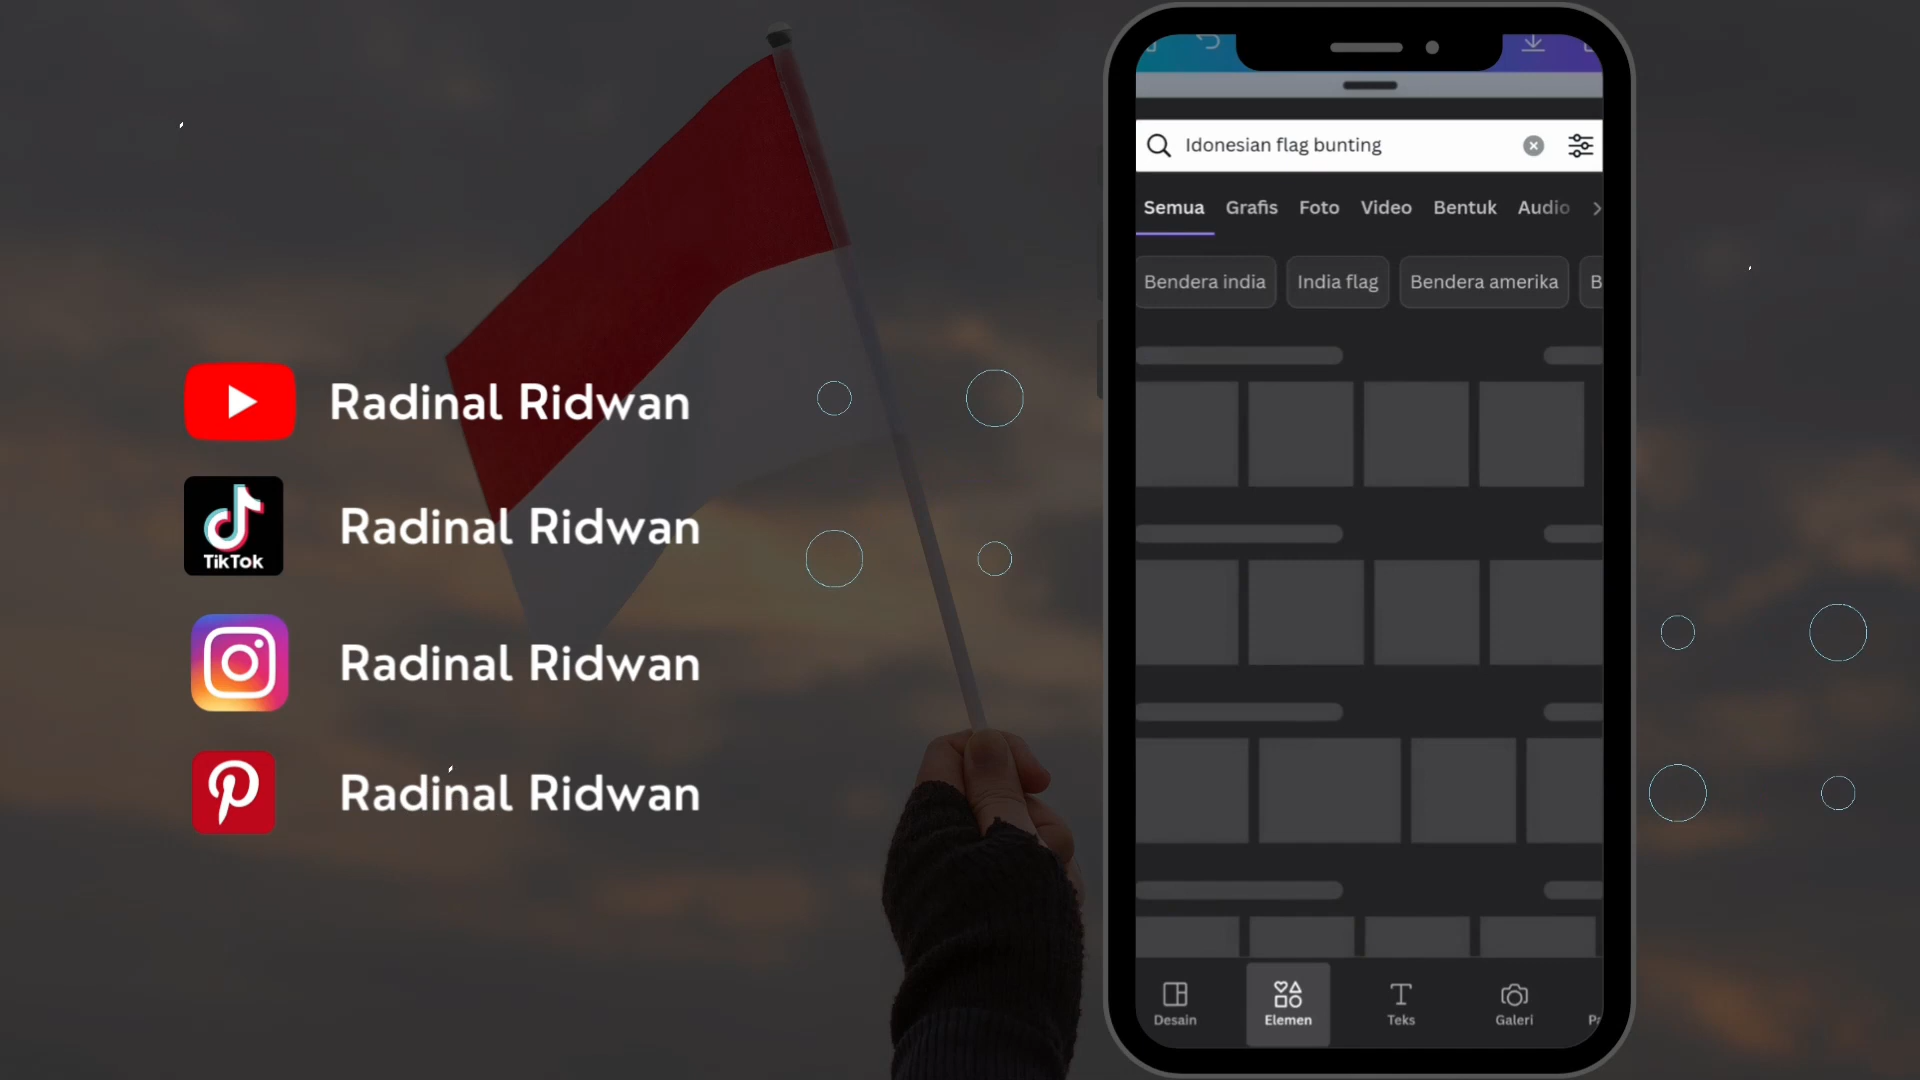 Radinal Ridwan
TikTok
Radinal Ridwan
Radinal Ridwan
Radinal Ridwan
Idonesian flag bunting
Semua Grafis Foto Video Bentuk Audio
Bendera india India flag Bendera amerika B
Desain Elemen Teks Galeri